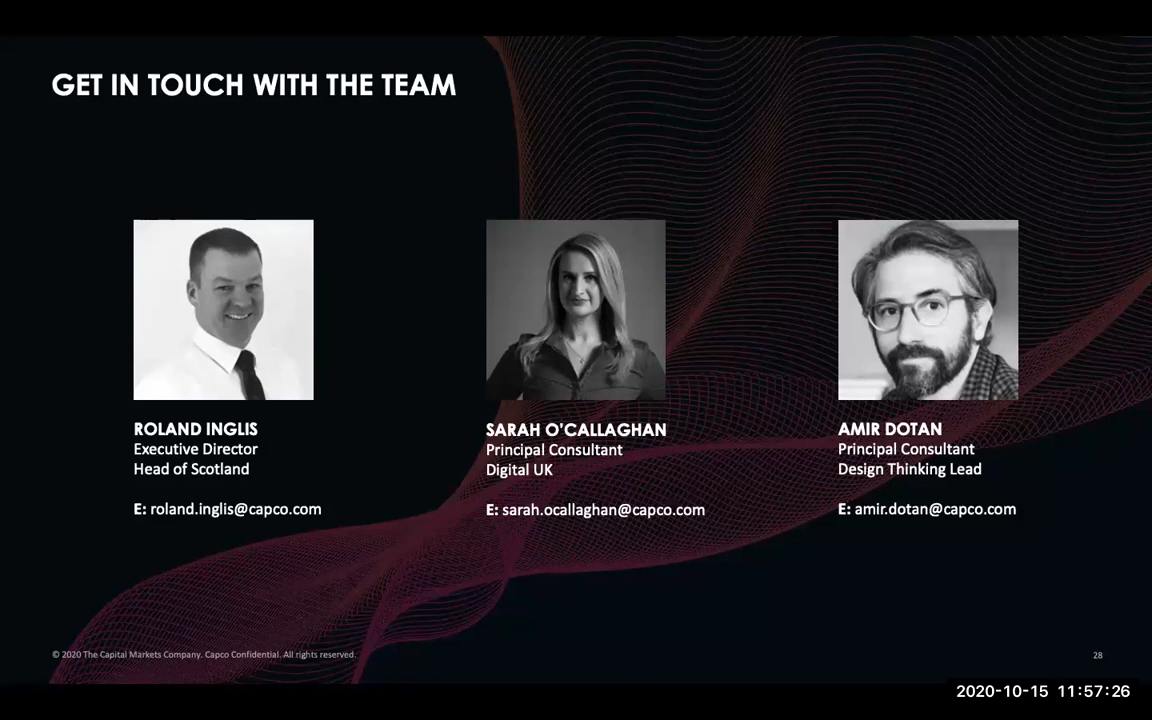 GET IN TOUCH WITH THE TEAM
ROLAND INGLIS
Executive Director
Head of Scotland
E: roland.inglis@capco.com
SARAH O'CALLAGHAN
Principal Consultant
Digital UK
E: sarah.ocallaghan@capco.com
AMIR DOTAN
Principal Consultant
Design Thinking Lead
E: amir.dotan@capco.com
© 2020 The Capital Markets Company. Capco Confidential. All rights reserved.
28
2020-10-15 11:57:26